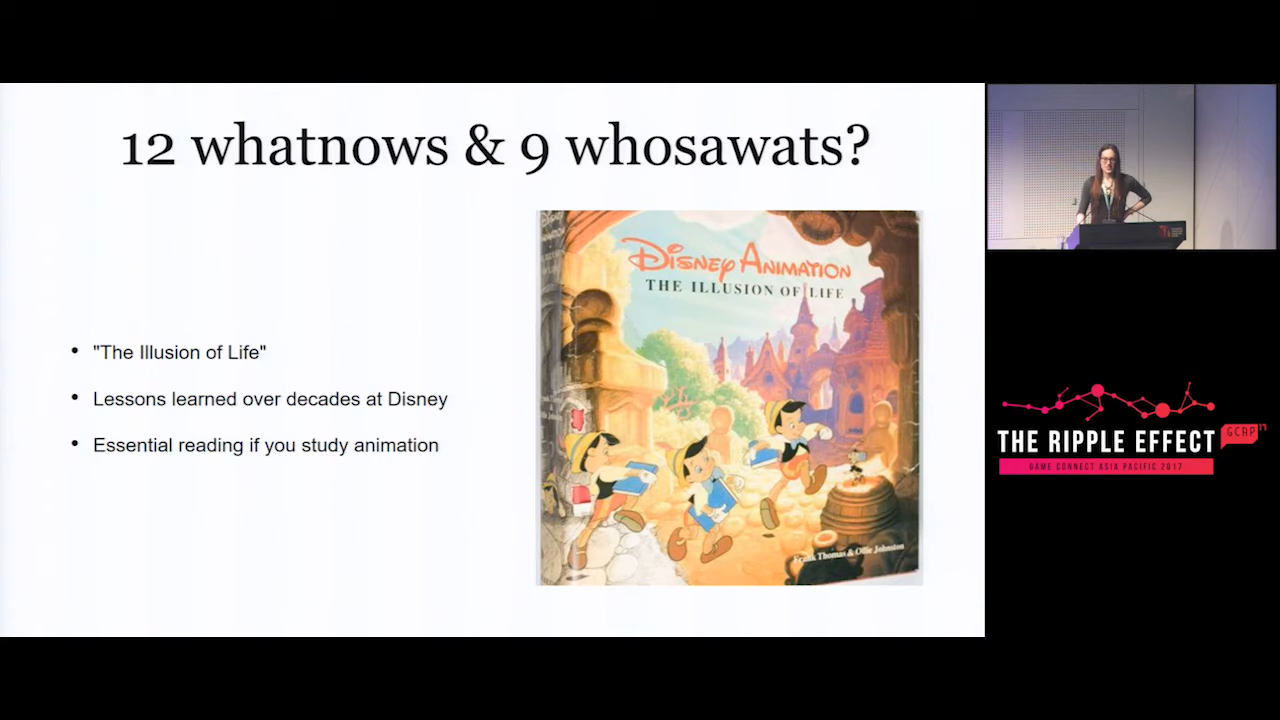 12 whatnows & 9 whosawats?
"The Illusion of Life"
Lessons learned over decades at Disney
Essential reading if you study animation
DISNEY ANIMATION
THE ILLUSION OF LIFE
Frank Thomas & Ollie Johnston
THE RIPPLE EFFECT
GCAP17
GAME CONNECT ASIA PACIFIC 2017